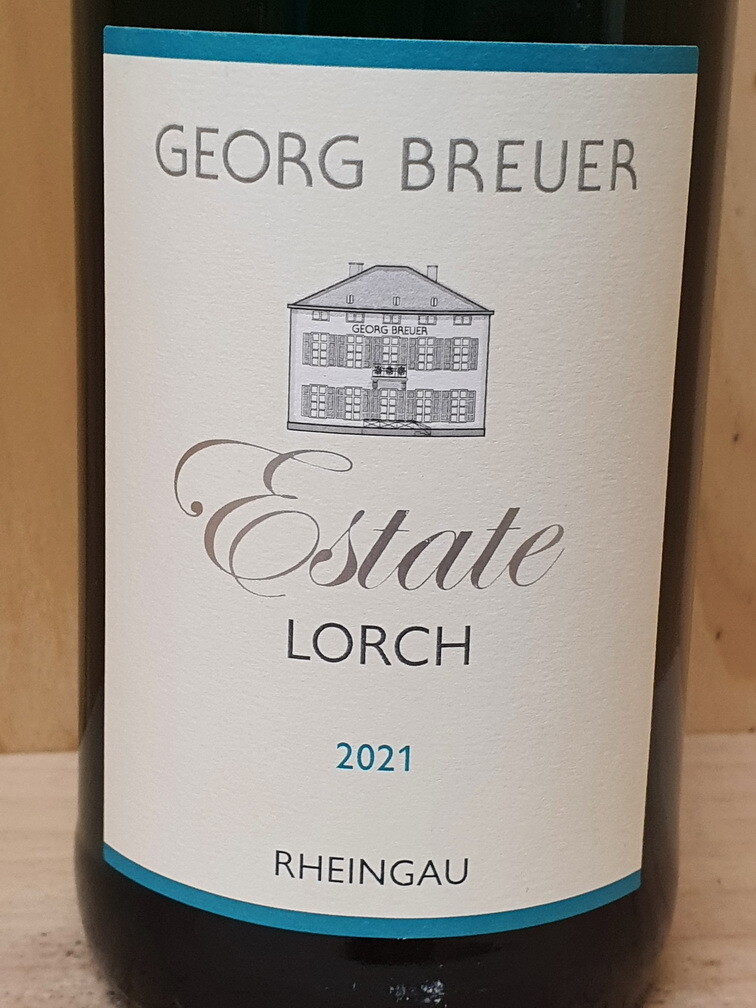 GEORG BREUER
GEORG BREUER
Estate
LORCH
2021
RHEINGAU